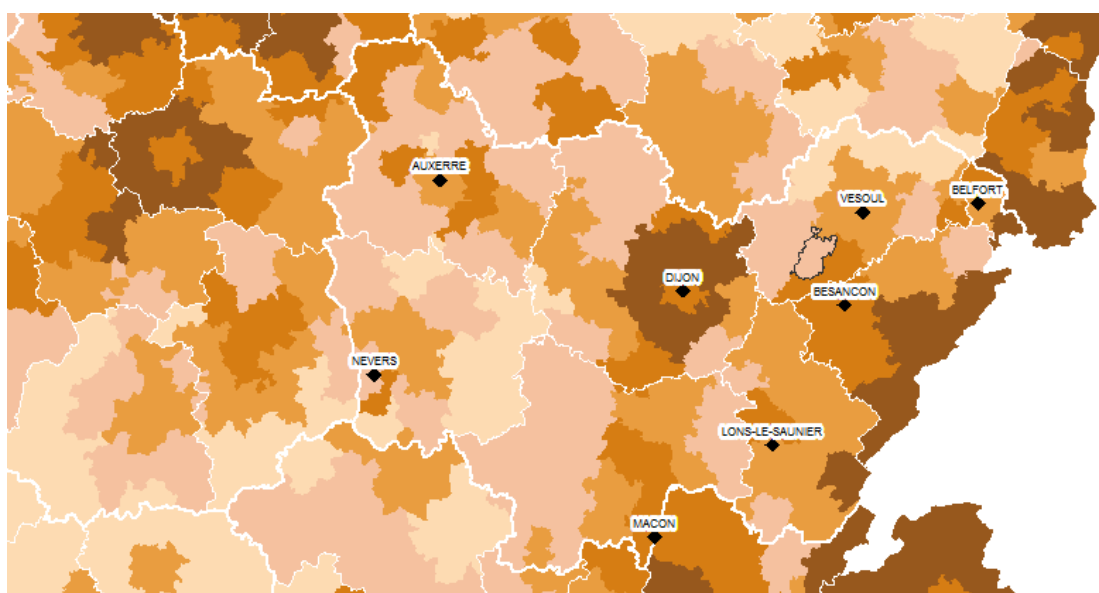 AUXERRE
BELFORT
VESOUL
DIJON
BESANCON
NEVERS
LONS-LE-SAUNIER
MACON